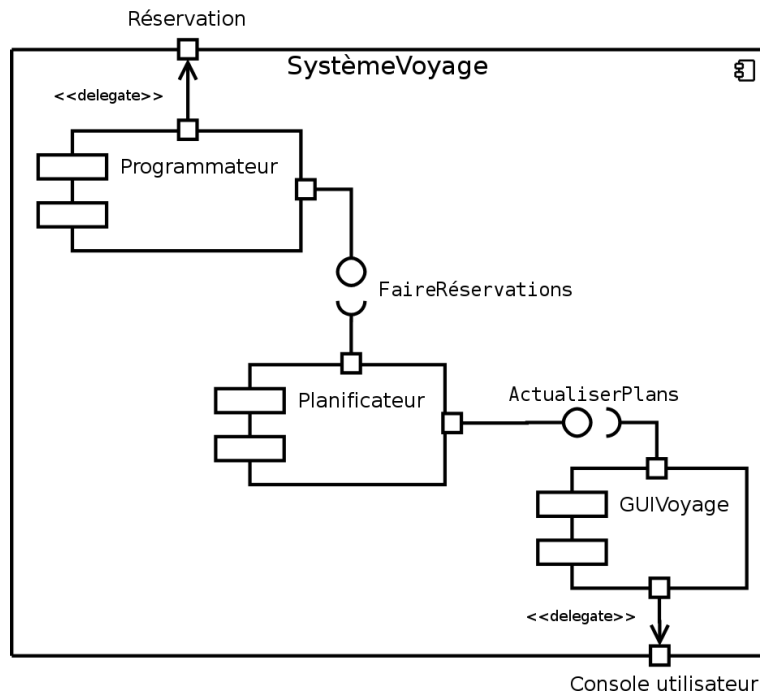 Réservation
SystèmeVoyage
<<delegate>>
Programmateur
FaireRéservations
Planificateur
ActualiserPlans
GUIVoyage
<<delegate>>
Console utilisateur